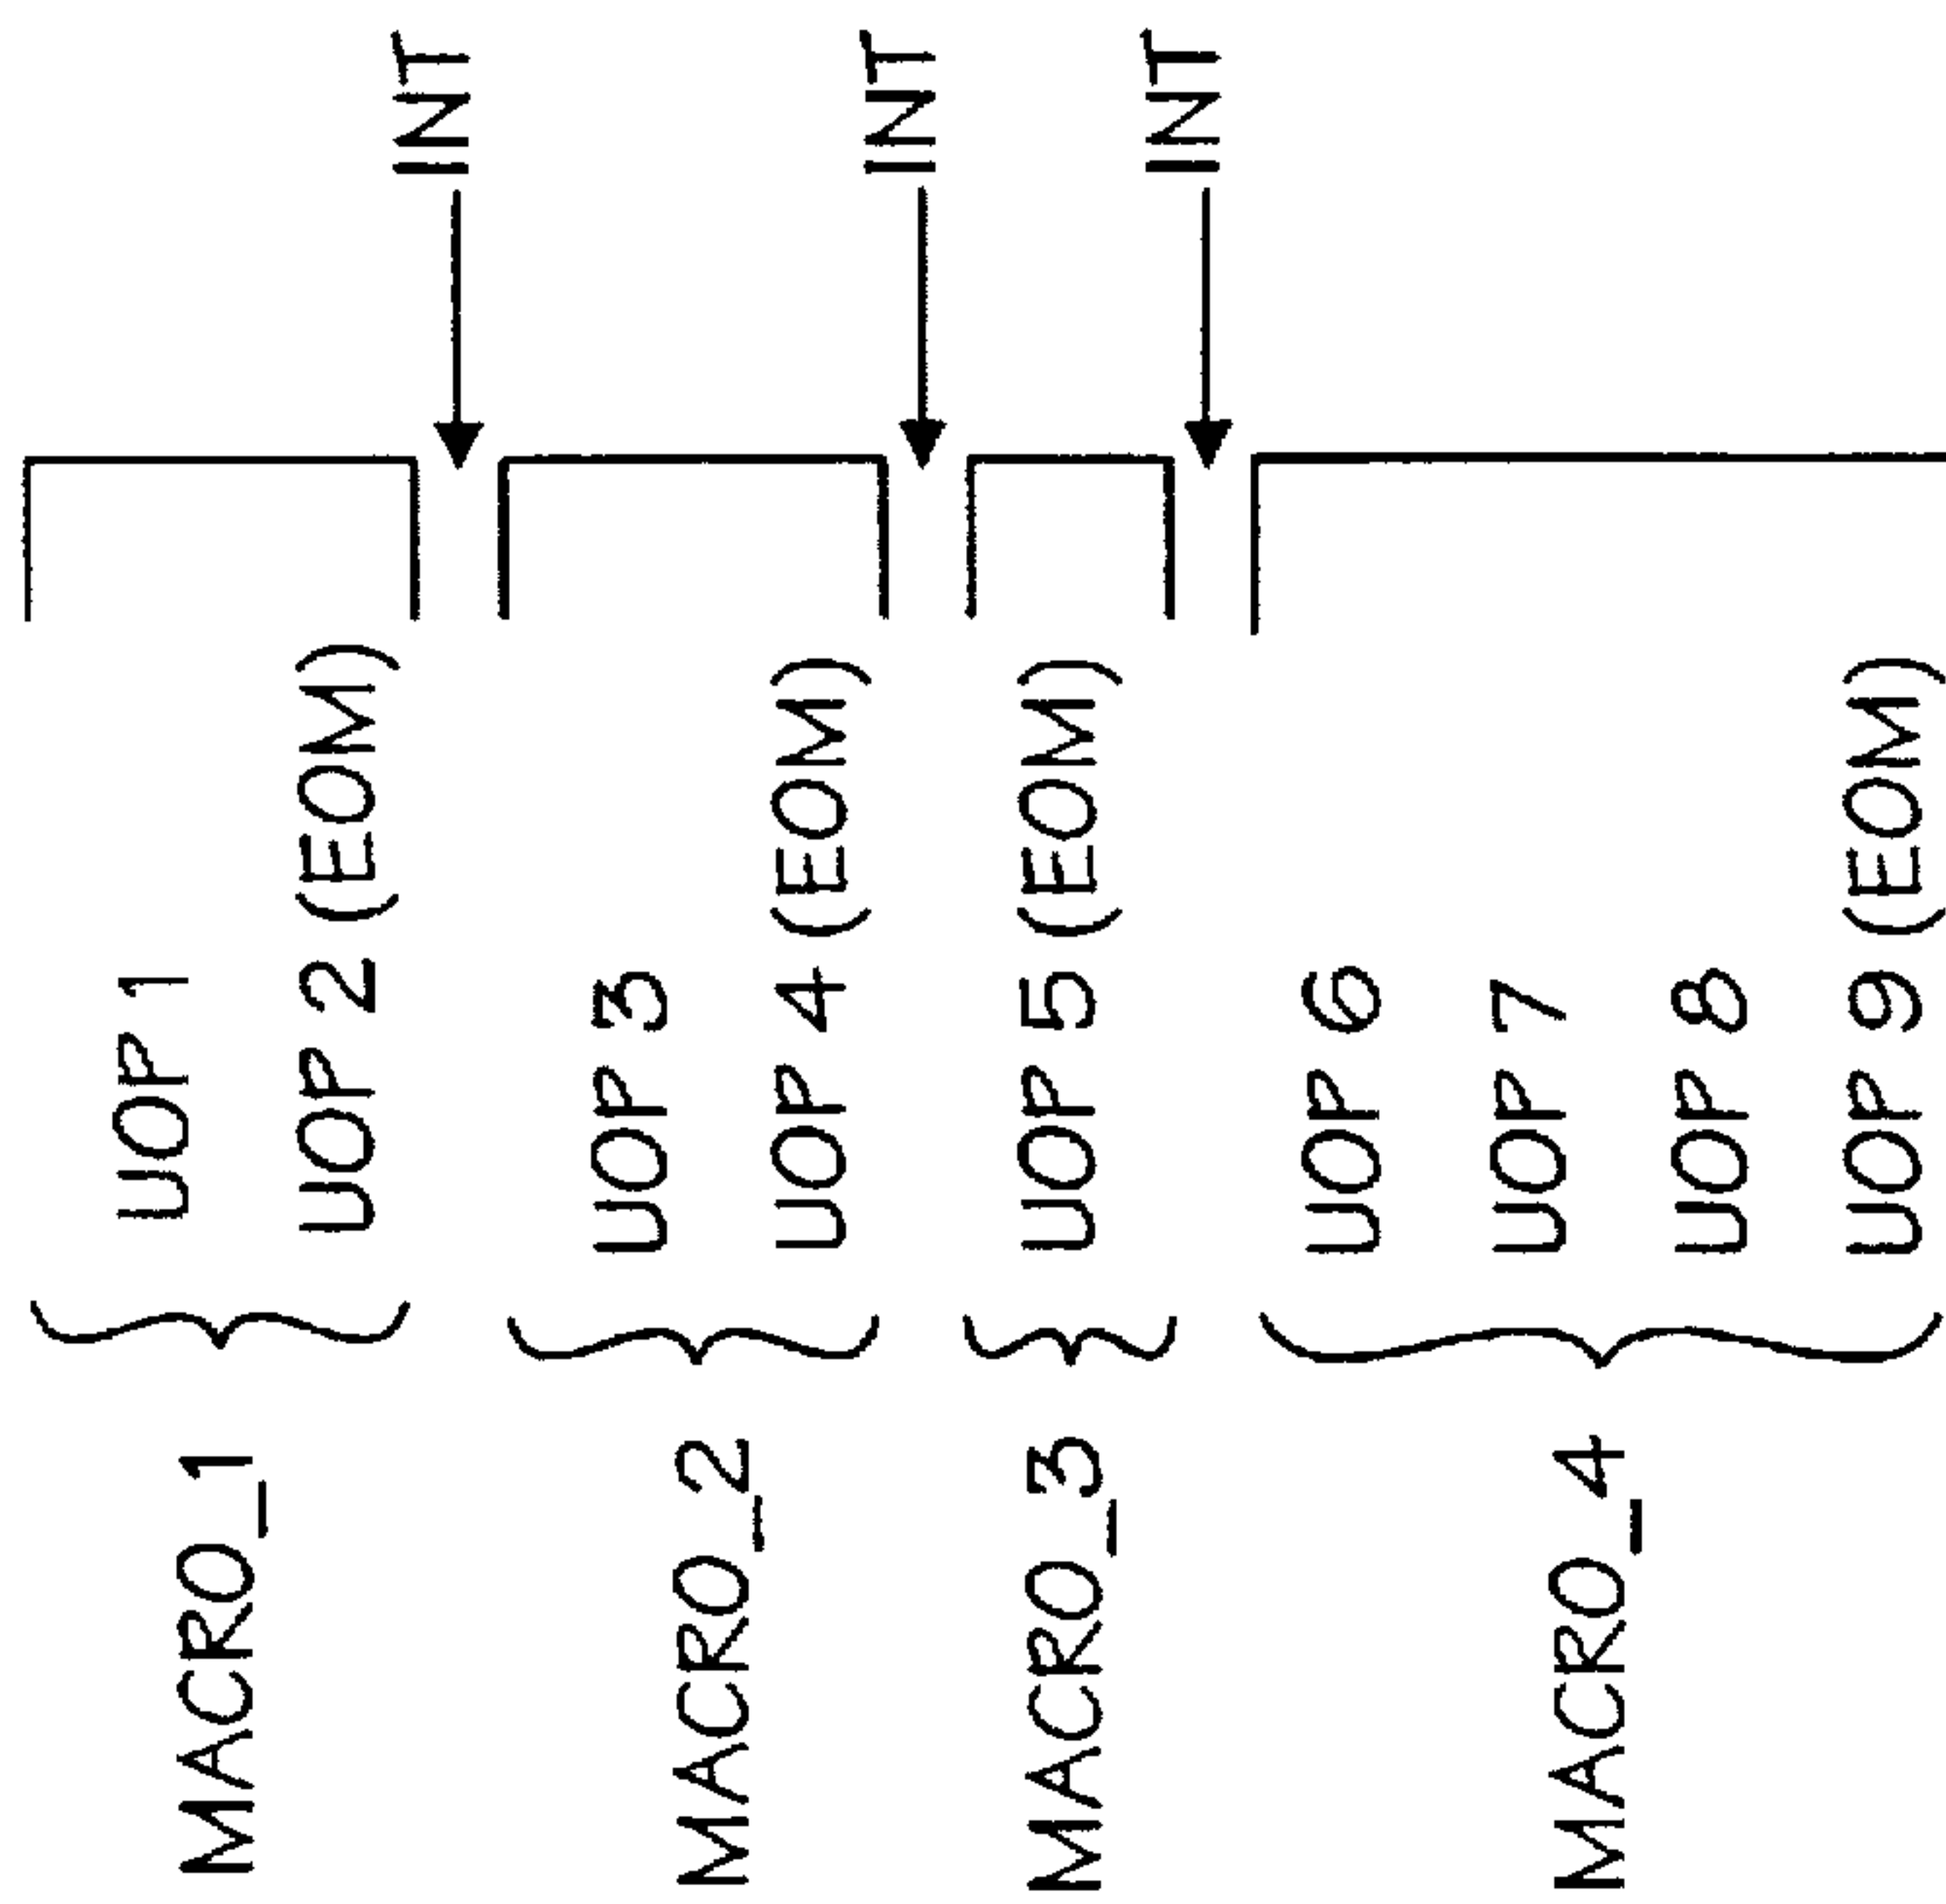 MACRO_1
UOP 1
UOP 2 (EOM)
INT
MACRO_2
UOP 3
UOP 4 (EOM)
INT
MACRO_3
UOP 5 (EOM)
INT
MACRO_4
UOP 6
UOP 7
UOP 8
UOP 9 (EOM)